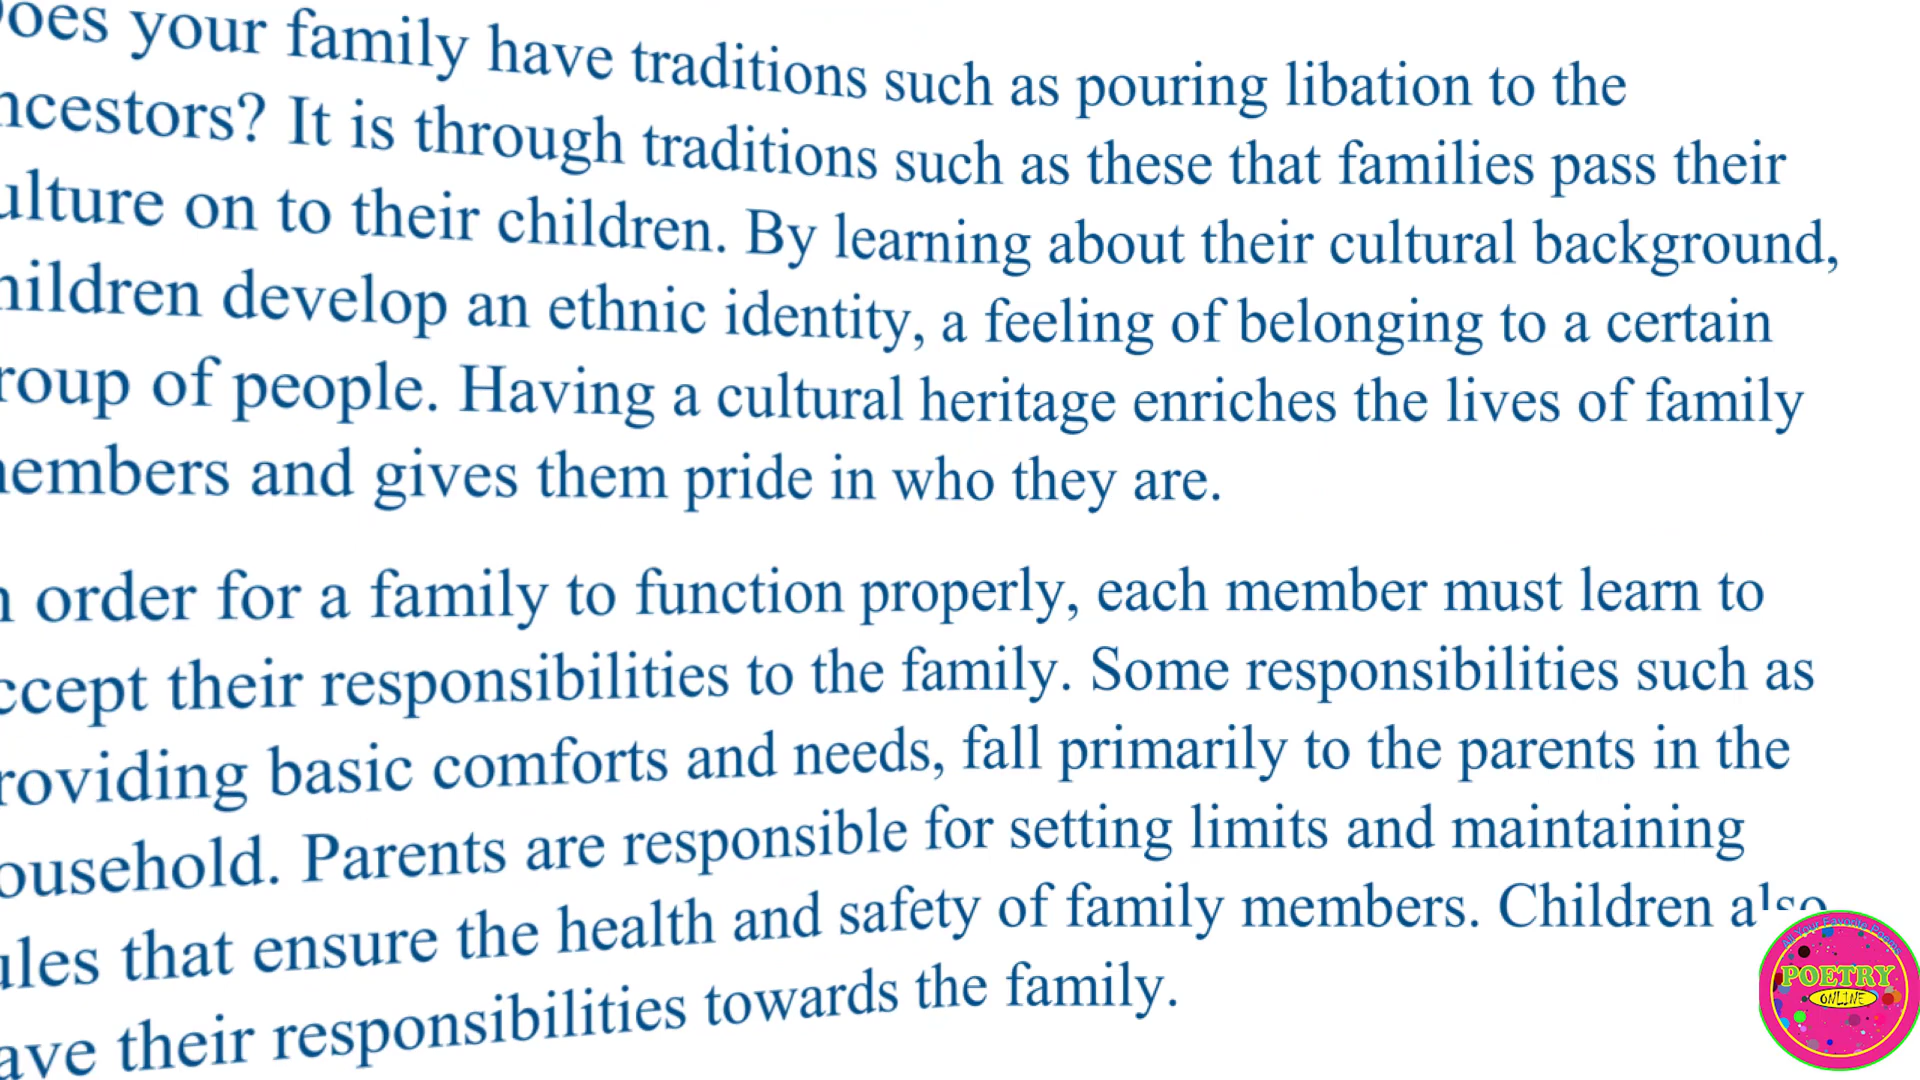 oes your family have traditions such as pouring libation to the
ncestors? It is through traditions such as these that families pass their
ulture on to their children. By learning about their cultural background,
hildren develop an ethnic identity, a feeling of belonging to a certain
roup of people. Having a cultural heritage enriches the lives of family
embers and gives them pride in who they are.
n order for a family to function properly, each member must learn to
ccept their responsibilities to the family. Some responsibilities such as
roviding basic comforts and needs, fall primarily to the parents in the
ousehold. Parents are responsible for setting limits and maintaining
ules that ensure the health and safety of family members. Children also
ave their responsibilities towards the family.
All Your Favorite Poems
POETRY
ONLINE